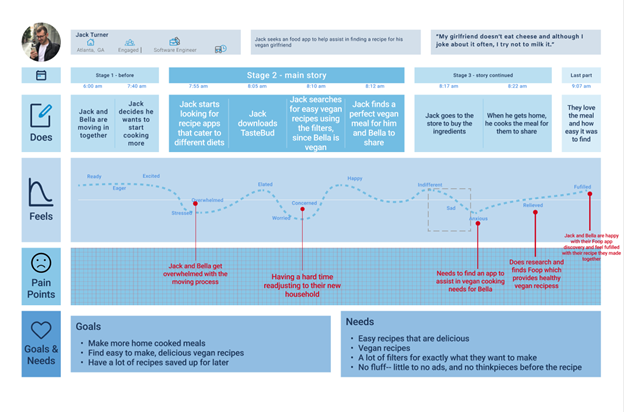 Jack Turner
Atlanta, GA
Engaged
Software Engineer
Jack seeks an food app to help assist in finding a recipe for his
vegan girlfriend
"My girlfriend doesn't eat cheese and although I
joke about it often, I try not to milk it."
Stage 1 - before
Stage 2 - main story
Stage 3 - story continued
Last part
6:00 am
7:40 am
7:55 am
8:05 am
8:10 am
8:12 am
8:17 am
8:22 am
9:07 am
Does
Jack and
Bella are
moving in
together
Jack
decides he
wants to
start
cooking
more
Jack starts
looking for
recipe apps
that cater to
different diets
Jack
downloads
TasteBud
Jack searches
for easy vegan
recipes using
the filters,
since Bella is
vegan
Jack finds a
perfect vegan
meal for him
and Bella to
share
Jack goes to the
store to buy the
ingredients
When he gets home,
he cooks the meal for
them to share
They love
the meal
and how
easy it was
to find
Feels
Ready
Eager
Excited
Stressed
Overwhelmed
Elated
Worried
Concerned
Happy
Indifferent
Sad
Anxious
Relieved
Fulfilled
Pain
Points
Jack and Bella get
overwhelmed with the
moving process
Having a hard time
readjusting to their new
household
Needs to find an app to
assist in vegan cooking
needs for Bella
Does research and
finds Foop which
provides healthy
vegan recipess
Jack and Bella are happy
with their Foop app
discovery and feel fulfilled
with their recipe they made
together
Goals &
Needs
Goals
• Make more home cooked meals
• Find easy to make, delicious vegan recipes
• Have a lot of recipes saved up for later
Needs
• Easy recipes that are delicious
• Vegan recipes
• A lot of filters for exactly what they want to make
• No fluff-- little to no ads, and no thinkpieces before the recipe